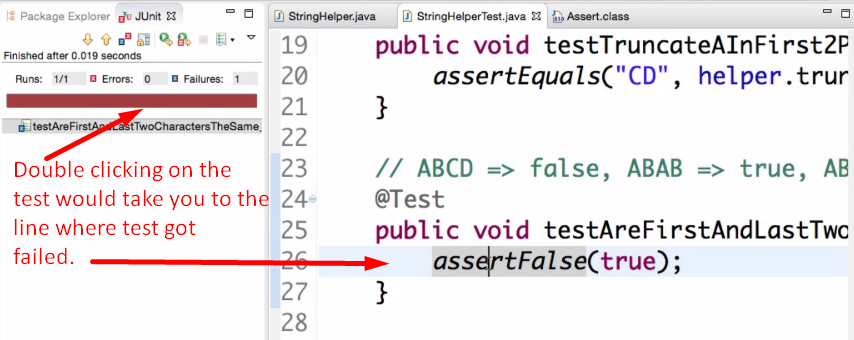 Package Explorer JUnit
Finished after 0.019 seconds
Runs: 1/1 Errors: 0 Failures: 1
testAreFirstAndLastTwoCharactersTheSame_
Double clicking on the
test would take you to the
line where test got
failed.
StringHelper.java StringHelperTest.java Assert.class
19 public void testTruncateAInFirst2P
20 assertEquals("CD", helper.trun
21 }
22
23 // ABCD => false, ABAB => true, AB
24 @Test
25 public void testAreFirstAndLastTwo
26 assertFalse(true);
27 }
28